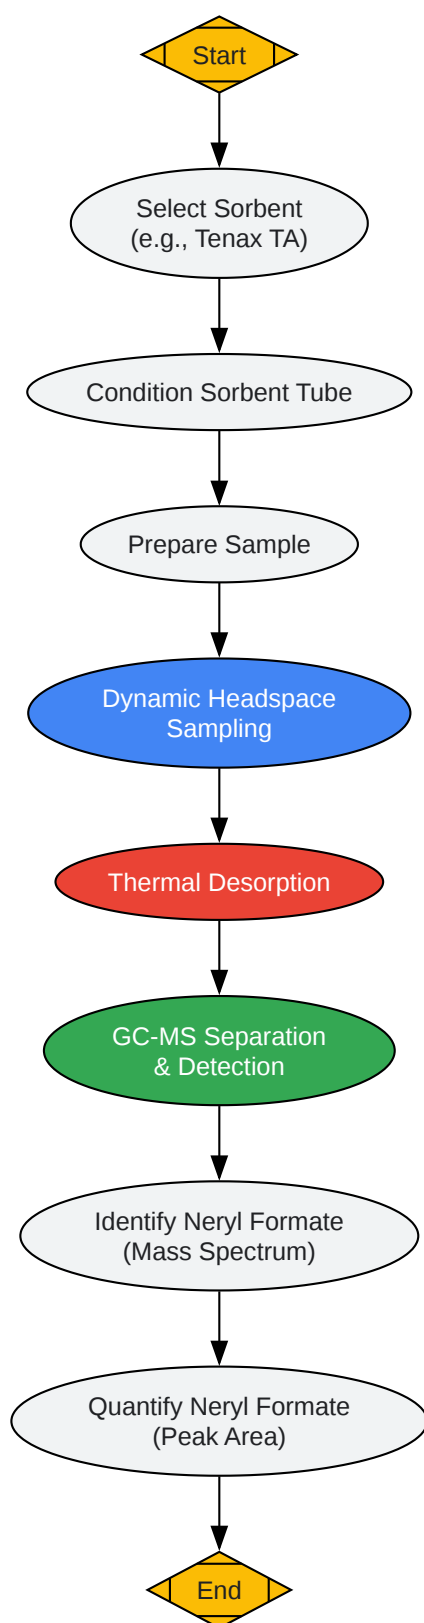 Start
Select Sorbent
(e.g., Tenax TA)
Condition Sorbent Tube
Prepare Sample
Dynamic Headspace
Sampling
Thermal Desorption
GC-MS Separation
& Detection
Identify Neryl Formate
(Mass Spectrum)
Quantify Neryl Formate
(Peak Area)
End